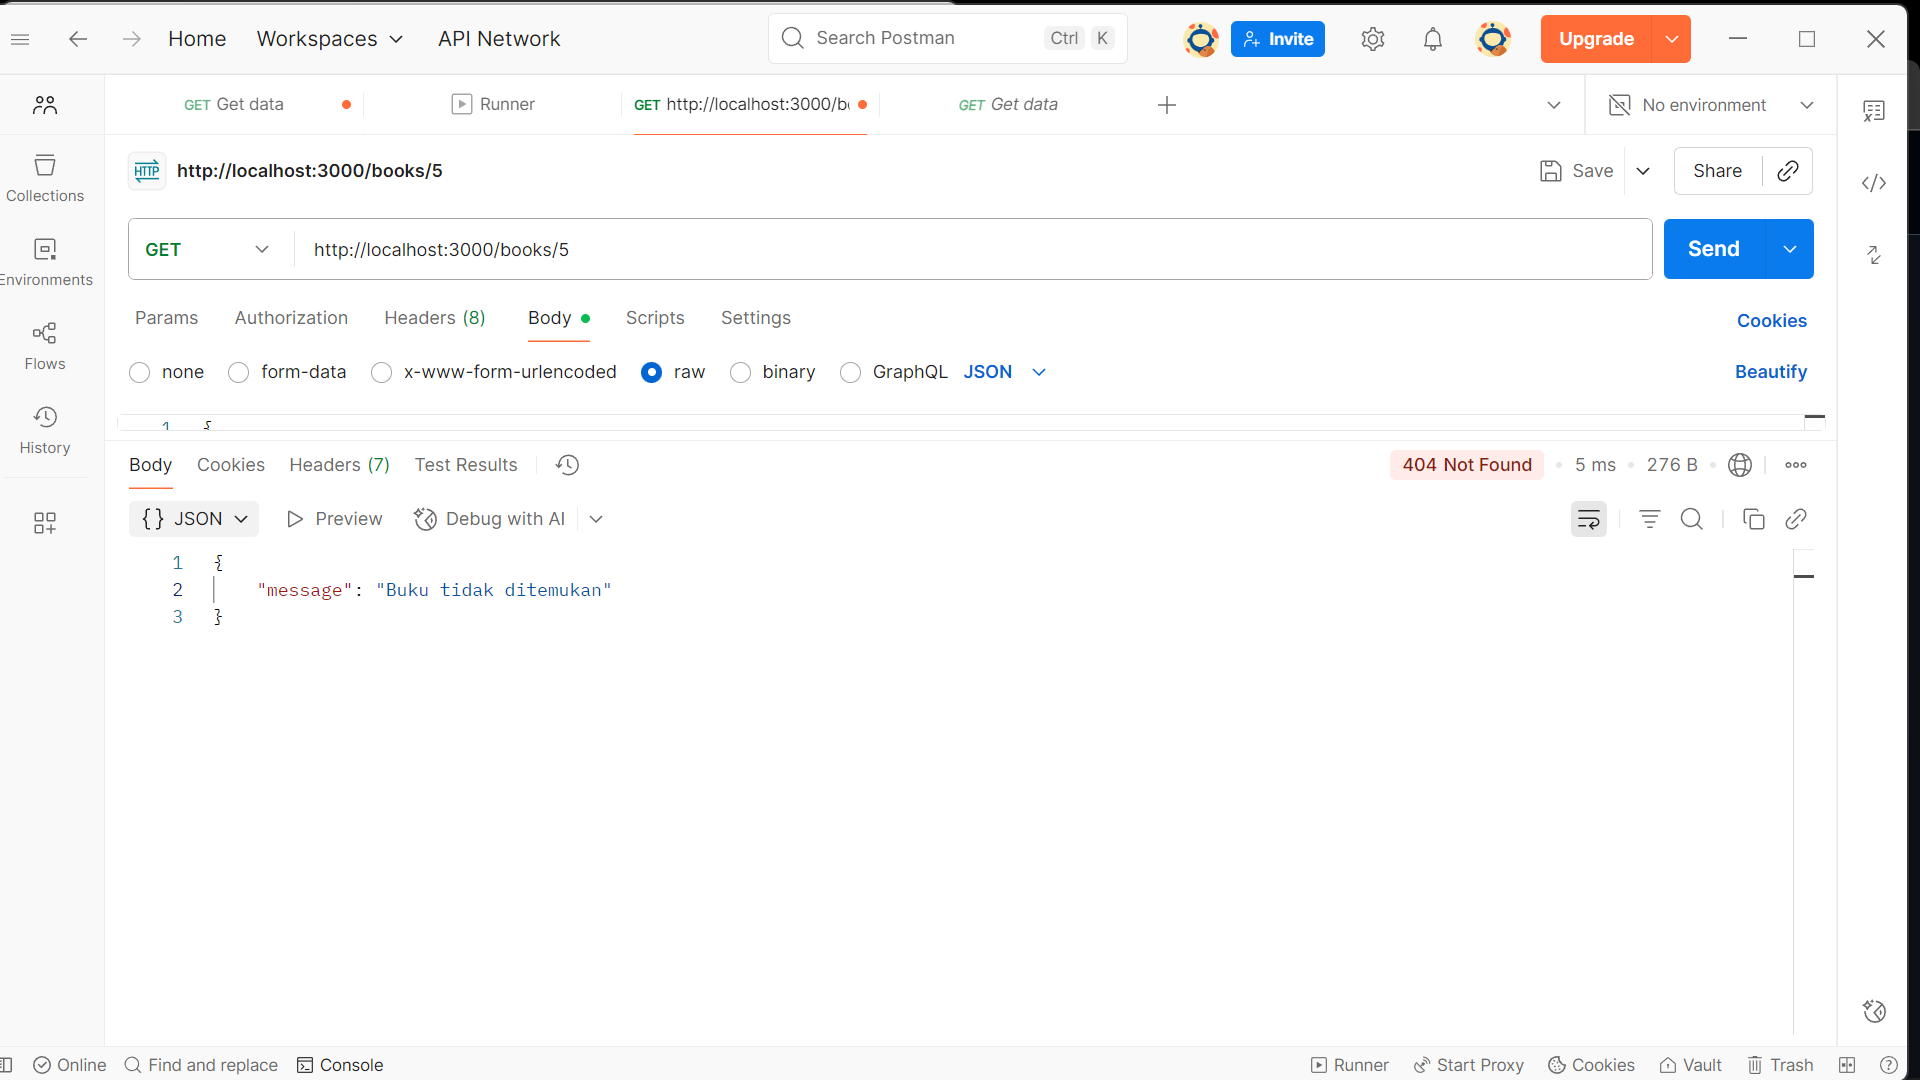 Home Workspaces API Network Search Postman Ctrl K Invite Upgrade
GET Get data Runner GET http://localhost:3000/b GET Get data No environment
HTTP http://localhost:3000/books/5 Save Share
Collections
GET http://localhost:3000/books/5 Send
Environments
Params Authorization Headers (8) Body Scripts Settings Cookies
Flows
none form-data x-www-form-urlencoded raw binary GraphQL JSON Beautify
1 {
History
Body Cookies Headers (7) Test Results 404 Not Found • 5 ms • 276 B •
{} JSON Preview Debug with AI
1 {
2 "message": "Buku tidak ditemukan"
3 }
Online Find and replace Console Runner Start Proxy Cookies Vault Trash